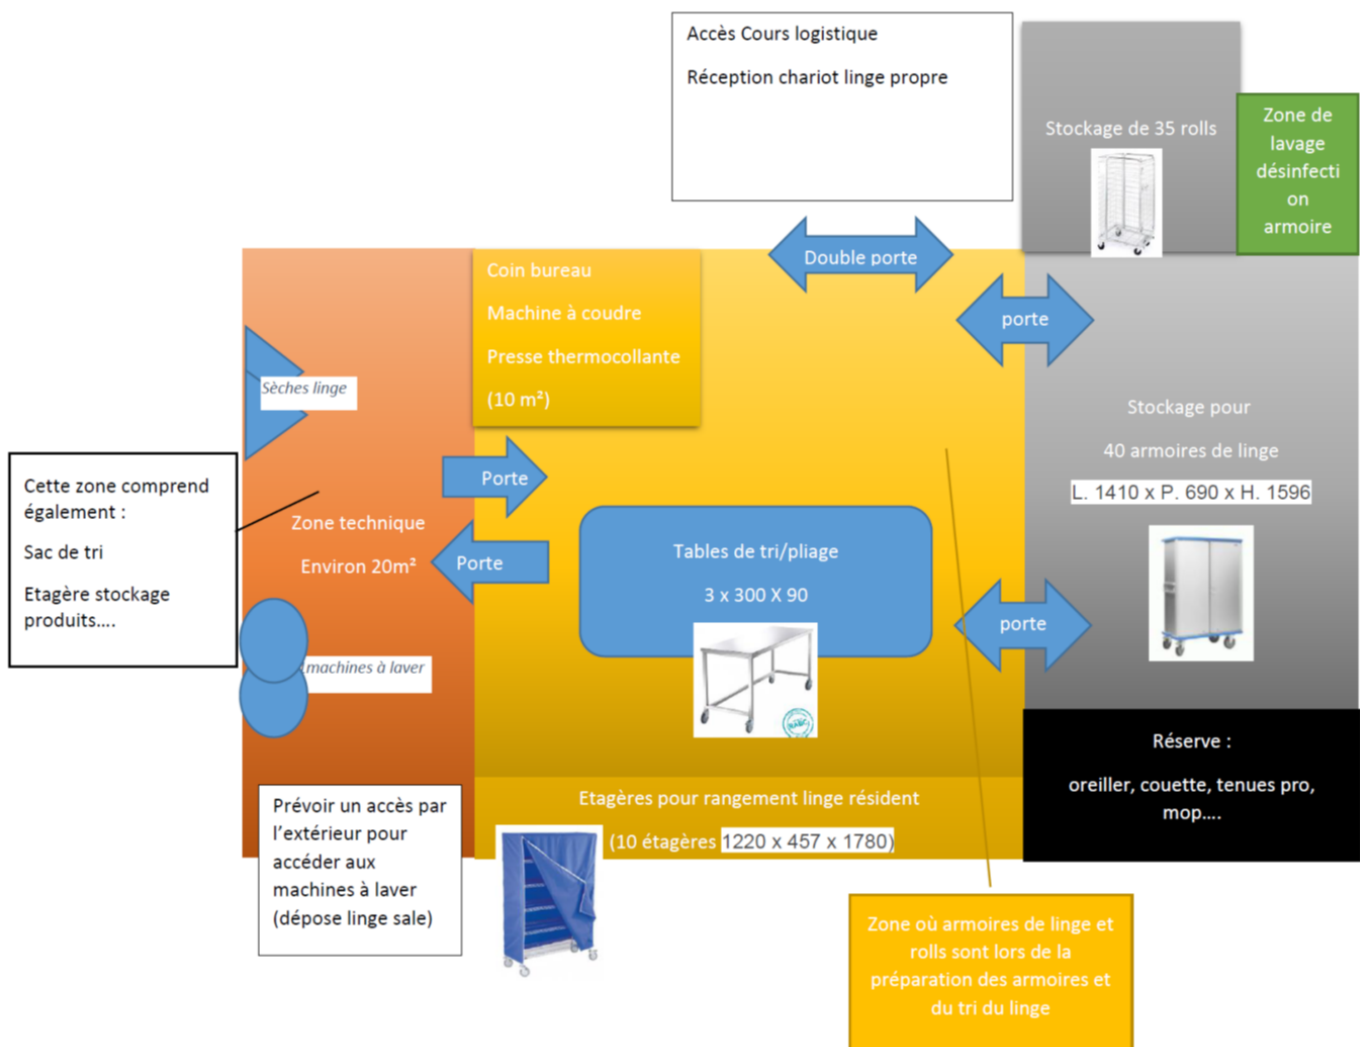 Accès Cours logistique
Réception chariot linge propre
Stockage de 35 rolls
Zone de
lavage
désinfecti
on
armoire
Double porte
porte
Coin bureau
Machine à coudre
Presse thermocollante
(10 m²)
Sèches linge
Stockage pour
40 armoires de linge
L. 1410 x P. 690 x H. 1596
Cette zone comprend
également :
Sac de tri
Etagère stockage
produits....
Porte
Zone technique
Environ 20m²
Porte
Tables de tri/pliage
3 x 300 X 90
porte
machines à laver
Réserve :
oreiller, couette, tenues pro,
mop....
Prévoir un accès par
l'extérieur pour
accéder aux
machines à laver
(dépose linge sale)
Etagères pour rangement linge résident
(10 étagères 1220 x 457 x 1780)
Zone où armoires de linge et
rolls sont lors de la
préparation des armoires et
du tri du linge